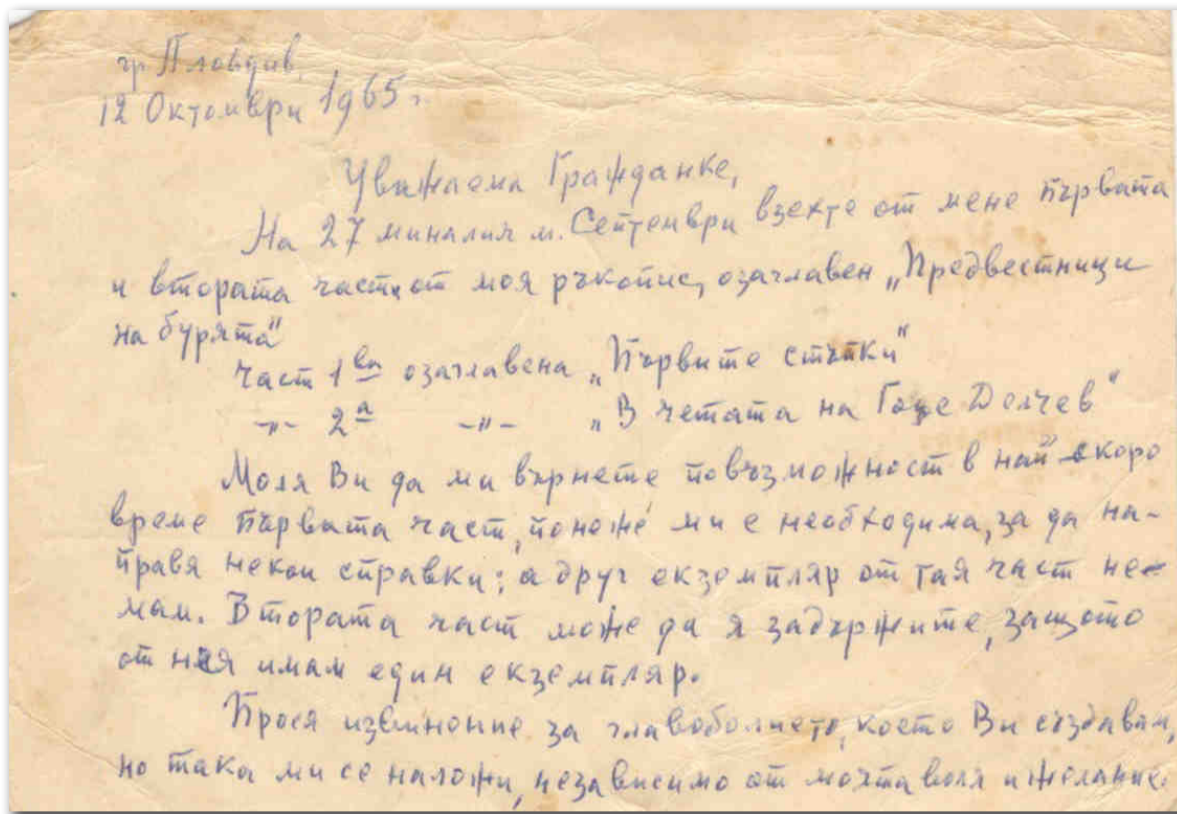 гр. Пловдив,
12 Октомври 1965 г.
Уважаема Гражданке,
На 27 миналия м. Септември взехте от мене първата
и втората части от моя ръкопис, озаглавен „Предвестници
на бурята"
Част 1ва озаглавена „Първите стъпки"
-„- 2а -„- „В четата на Гоце Делчев"
Моля Ви да ми върнете повъзможност в най-скоро
време първата част, понеже ми е необходима, за да на-
правя некои справки; а друг екземпляр от тая част не-
мам. Втората част може да я задържите, защото
от нея имам един екземпляр.
Прося извинение за главоболието, което Ви създавам,
но така ми се наложи, независимо от моята воля и желание.